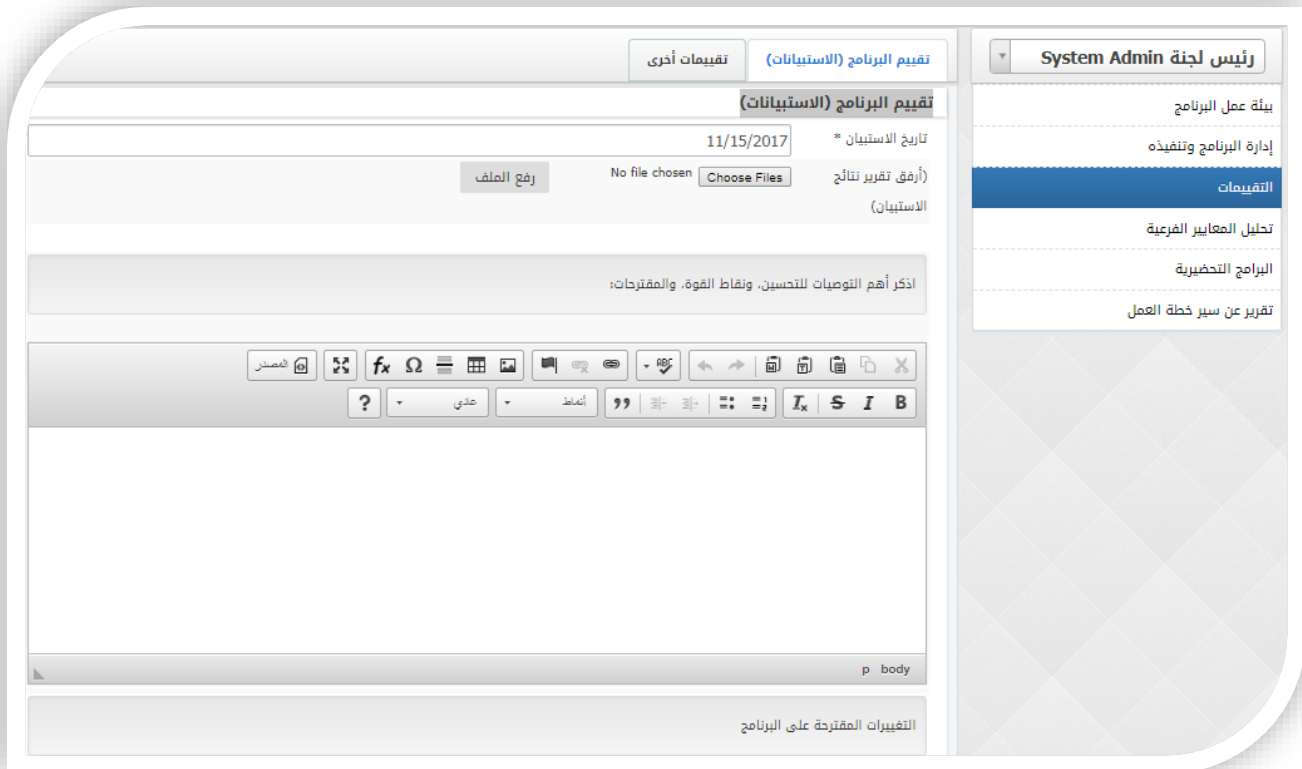 رئيس لجنة System Admin
بيئة عمل البرنامج
إدارة البرنامج وتنفيذه
التقييمات
تحليل المعايير الفرعية
البرامج التحضيرية
تقرير عن سير خطة العمل
تقييم البرنامج (الاستبيانات) تقييمات أخرى
تقييم البرنامج (الاستبيانات)
تاريخ الاستبيان * 11/15/2017
(أرفق تقرير نتائج Choose Files No file chosen رفع الملف
الاستبيان)
اذكر أهم التوصيات للتحسين، ونقاط القوة، والمقترحات:
ABC Ω fx المصدر
B I S Tx أنماط عادي ?
body p
التغييرات المقترحة على البرنامج